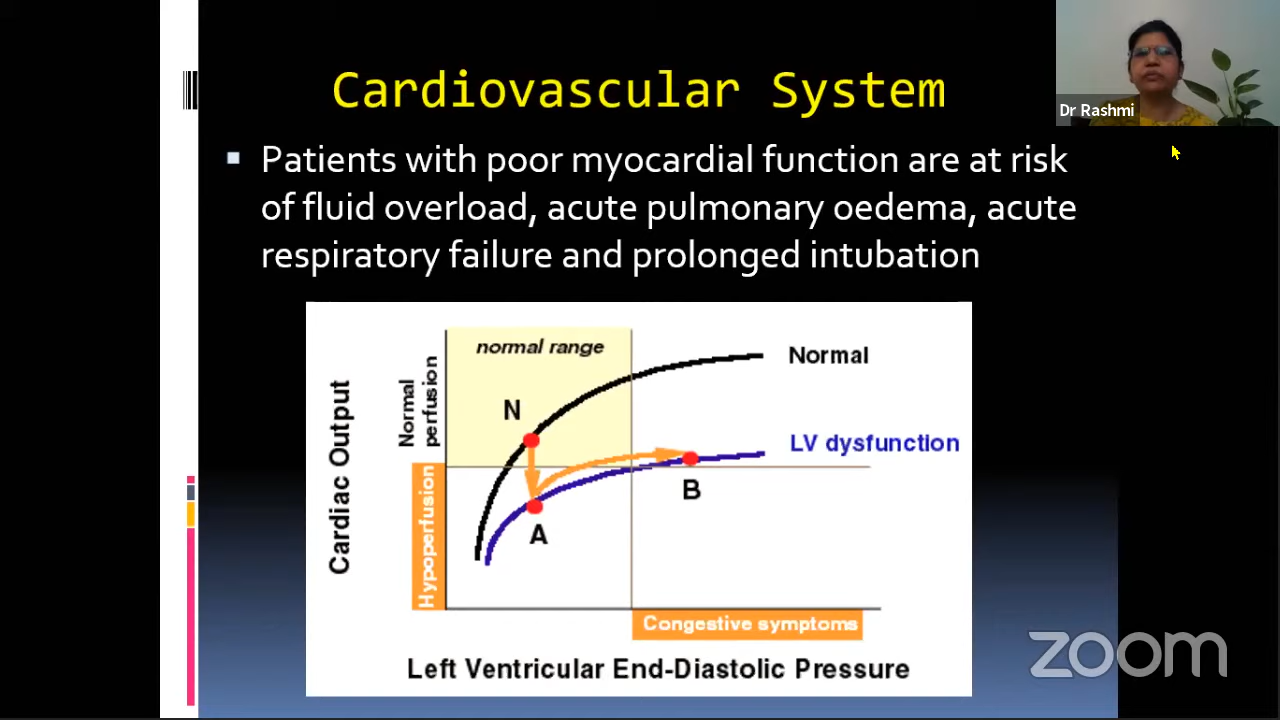 Cardiovascular System
Dr Rashmi
Patients with poor myocardial function are at risk
of fluid overload, acute pulmonary oedema, acute
respiratory failure and prolonged intubation
normal range
Normal
N
Normal
perfusion
LV dysfunction
Cardiac Output
B
Hypoperfusion
A
Congestive symptoms
Left Ventricular End-Diastolic Pressure
zoom